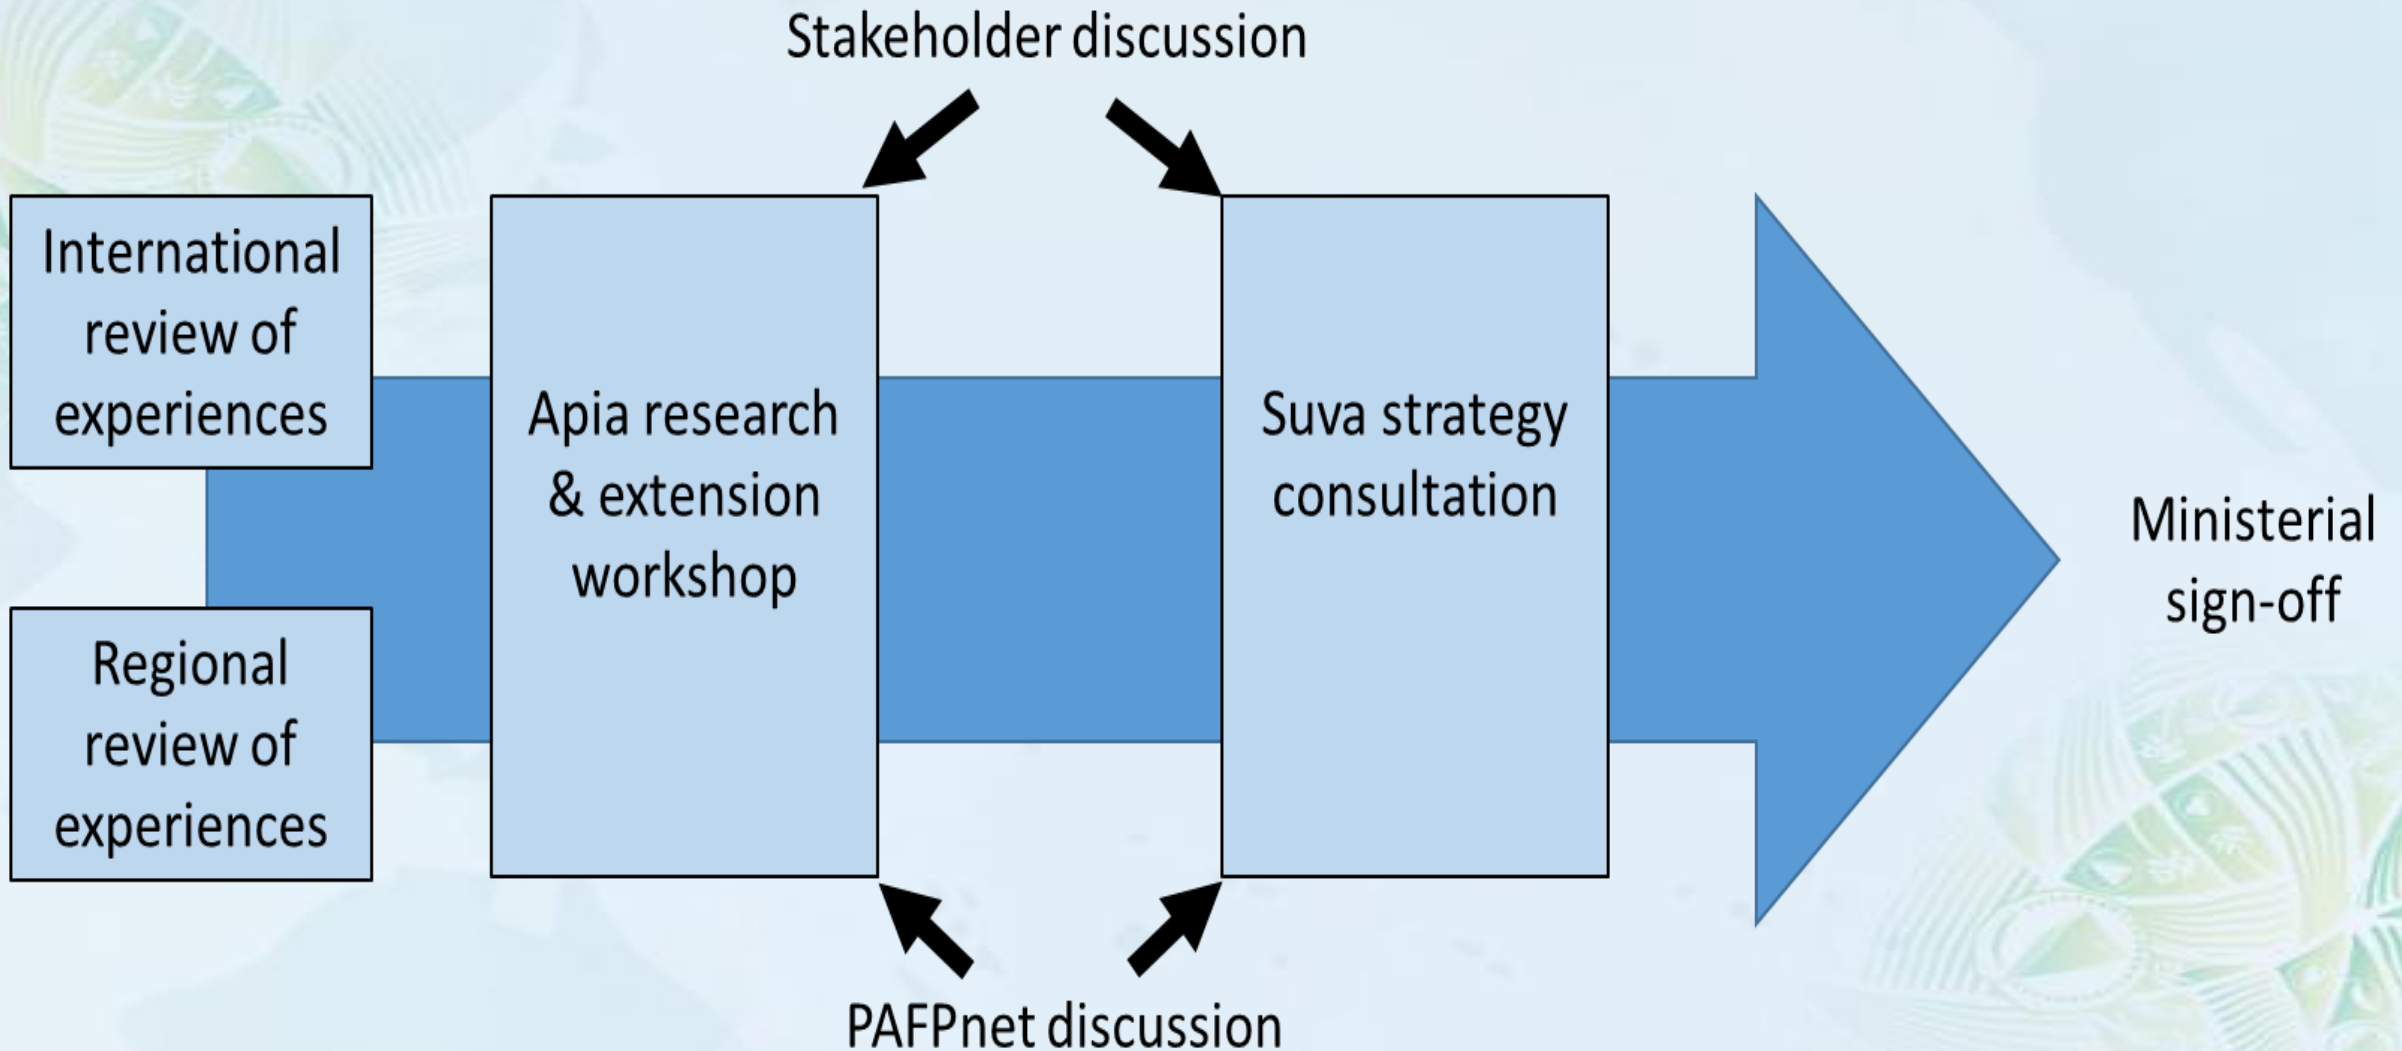 Stakeholder discussion
International
review of
experiences
Regional
review of
experiences
Apia research
& extension
workshop
Suva strategy
consultation
Ministerial
sign-off
PAFPnet discussion